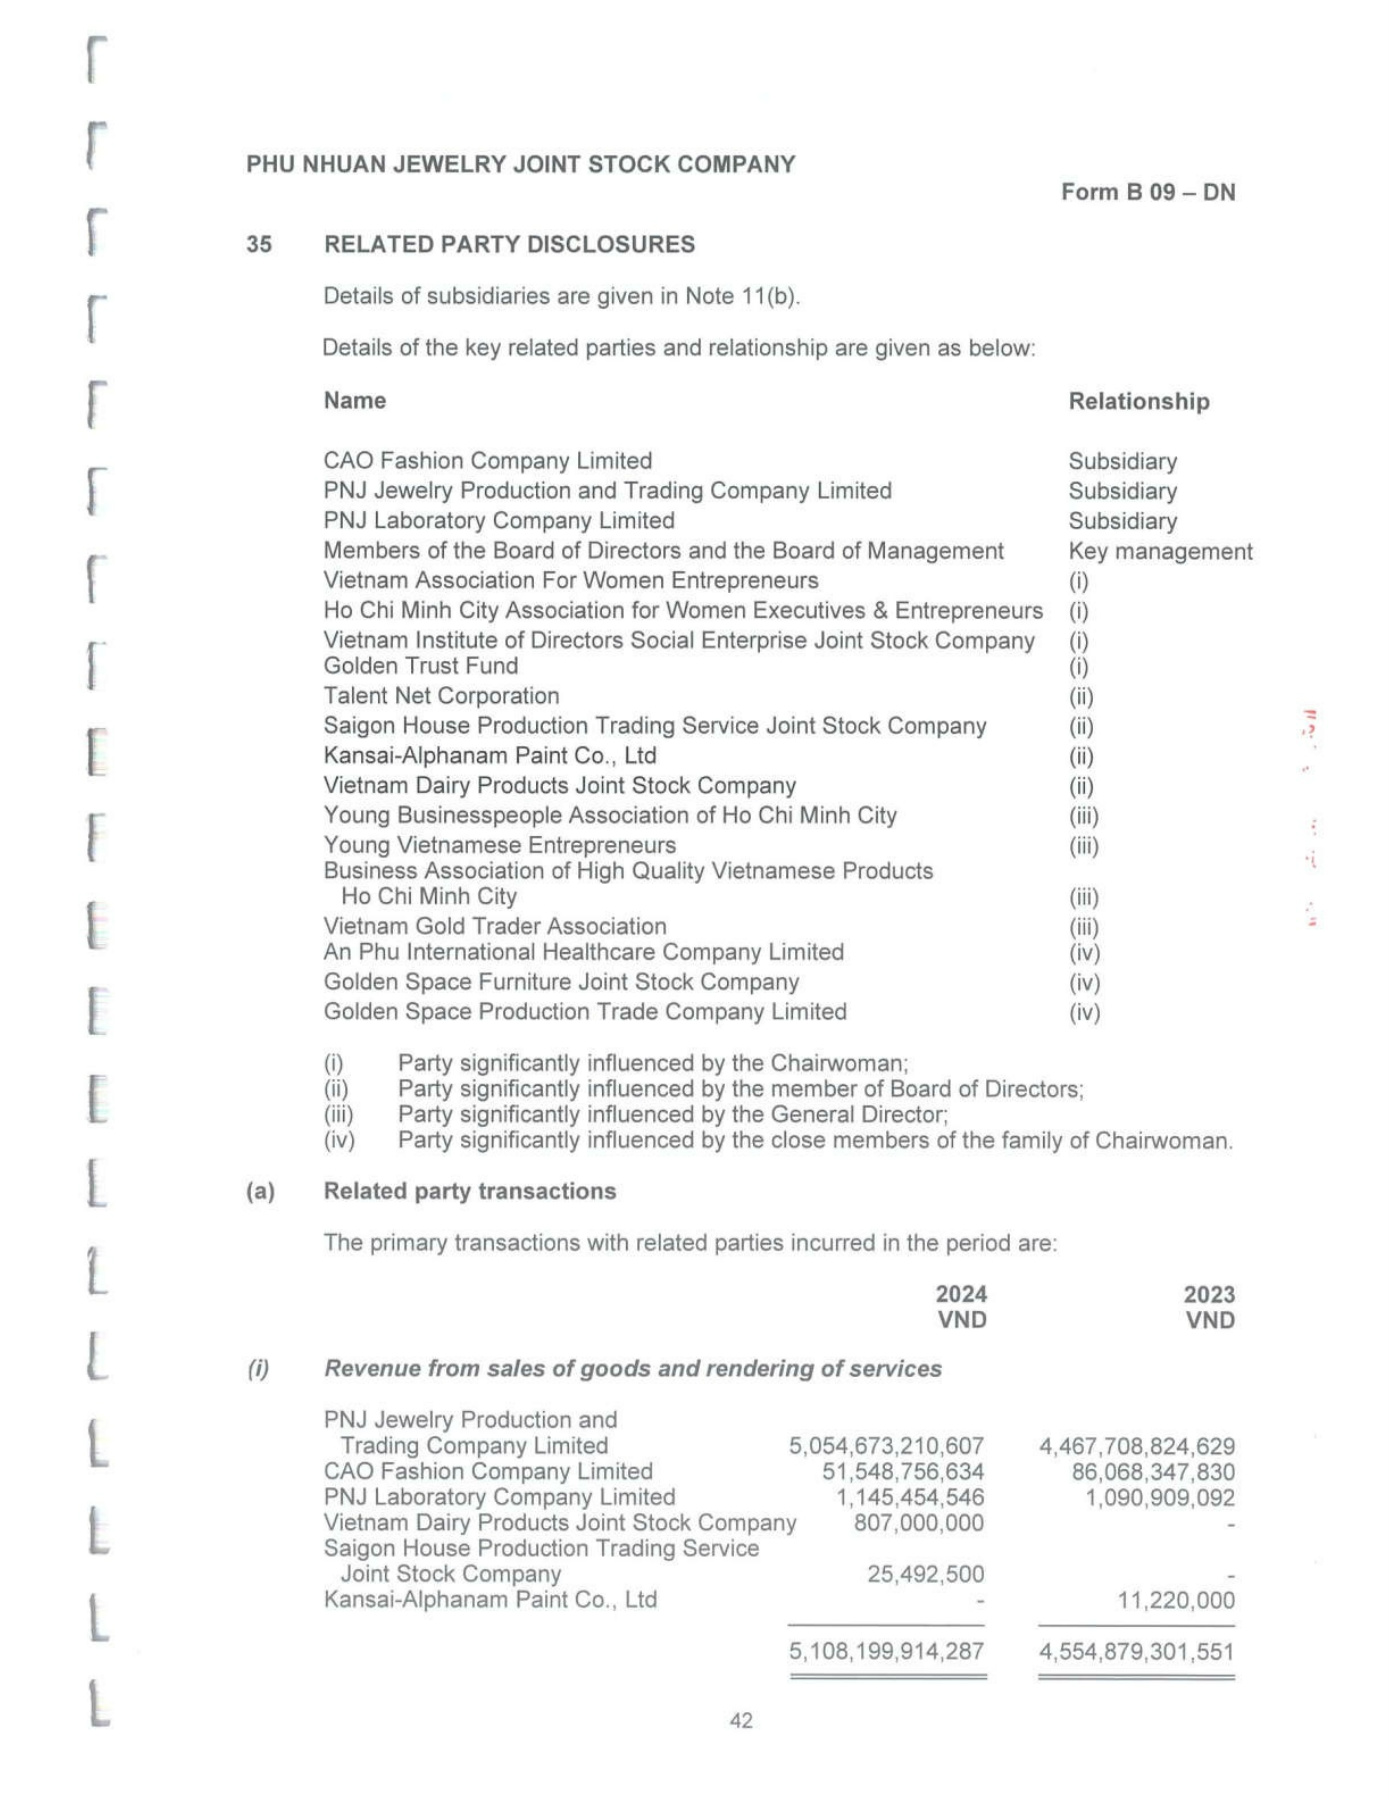 PHU NHUAN JEWELRY JOINT STOCK COMPANY
Form B 09 – DN
35 RELATED PARTY DISCLOSURES
Details of subsidiaries are given in Note 11(b).
Details of the key related parties and relationship are given as below:
Name Relationship
CAO Fashion Company Limited Subsidiary
PNJ Jewelry Production and Trading Company Limited Subsidiary
PNJ Laboratory Company Limited Subsidiary
Members of the Board of Directors and the Board of Management Key management
Vietnam Association For Women Entrepreneurs (i)
Ho Chi Minh City Association for Women Executives & Entrepreneurs (i)
Vietnam Institute of Directors Social Enterprise Joint Stock Company (i)
Golden Trust Fund (i)
Talent Net Corporation (ii)
Saigon House Production Trading Service Joint Stock Company (ii)
Kansai-Alphanam Paint Co., Ltd (ii)
Vietnam Dairy Products Joint Stock Company (ii)
Young Businesspeople Association of Ho Chi Minh City (iii)
Young Vietnamese Entrepreneurs (iii)
Business Association of High Quality Vietnamese Products
Ho Chi Minh City (iii)
Vietnam Gold Trader Association (iii)
An Phu International Healthcare Company Limited (iv)
Golden Space Furniture Joint Stock Company (iv)
Golden Space Production Trade Company Limited (iv)
(i) Party significantly influenced by the Chairwoman;
(ii) Party significantly influenced by the member of Board of Directors;
(iii) Party significantly influenced by the General Director;
(iv) Party significantly influenced by the close members of the family of Chairwoman.
(a) Related party transactions
The primary transactions with related parties incurred in the period are:
2024 2023
VND VND
(i) Revenue from sales of goods and rendering of services
PNJ Jewelry Production and
Trading Company Limited 5,054,673,210,607 4,467,708,824,629
CAO Fashion Company Limited 51,548,756,634 86,068,347,830
PNJ Laboratory Company Limited 1,145,454,546 1,090,909,092
Vietnam Dairy Products Joint Stock Company 807,000,000 -
Saigon House Production Trading Service
Joint Stock Company 25,492,500 -
Kansai-Alphanam Paint Co., Ltd - 11,220,000
5,108,199,914,287 4,554,879,301,551
42